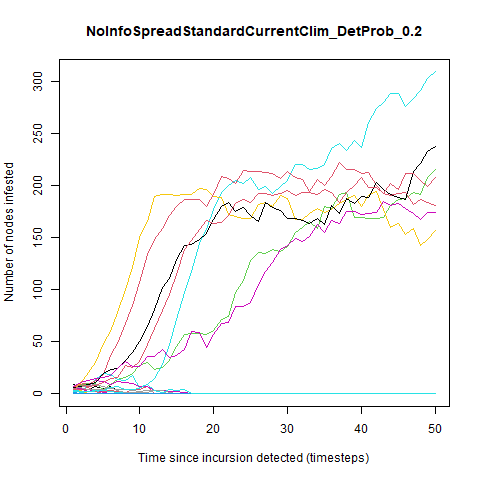 NoInfoSpreadStandardCurrentClim_DetProb_0.2
Number of nodes infested
300
250
200
150
100
50
0
0 10 20 30 40 50
Time since incursion detected (timesteps)